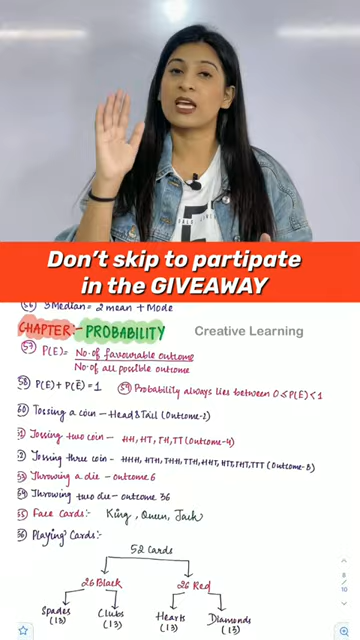 Don't skip to partipate
in the GIVEAWAY
3 Median = 2 mean + Mode
CHAPTER:- PROBABILITY
Creative Learning
57 P(E) = No. of favourable outcome
No. of all possible outcome
58 P(E) + P(Ē) = 1 59 Probability always lies between 0 ≤ P(E) < 1
60 Tossing a coin - Head & Tail (Outcome-2)
Tossing two coin - HH, HT, TH, TT (Outcome-4)
Tossing three coin - HHH, HTH, THH, TTH, HHT, HTT, THT, TTT (Outcome-8)
Throwing a die - outcome 6
Throwing two die - outcome 36
Face Cards:- King, Queen, Jack
Playing Cards:-
52 Cards
26 Black 26 Red
Spades Clubs Hearts Diamonds
(13) (13) (13) (13)
8
10